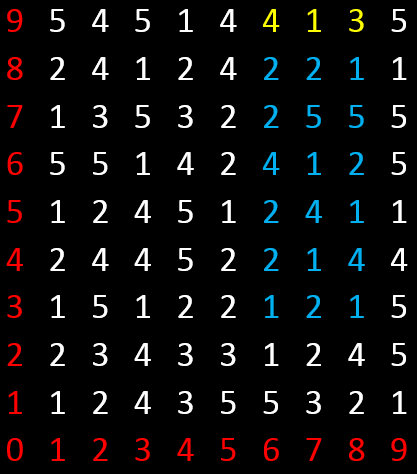 9 5 4 5 1 4 4 1 3 5
8 2 4 1 2 4 2 2 1 1
7 1 3 5 3 2 2 5 5 5
6 5 5 1 4 2 4 1 2 5
5 1 2 4 5 1 2 4 1 1
4 2 4 4 5 2 2 1 4 4
3 1 5 1 2 2 1 2 1 5
2 2 3 4 3 3 1 2 4 5
1 1 2 4 3 5 5 3 2 1
0 1 2 3 4 5 6 7 8 9